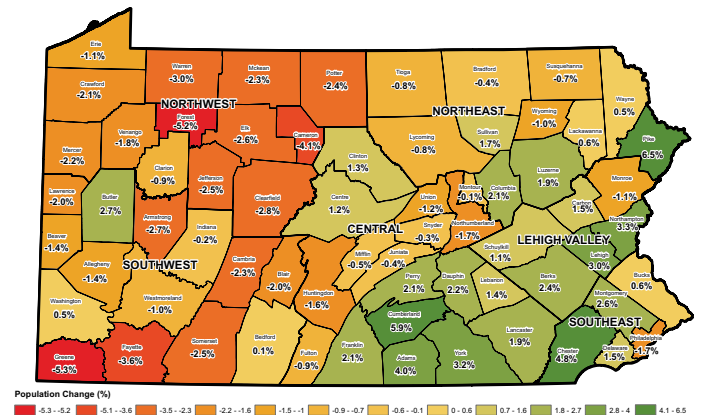 Erie
-1.1%
Warren
-3.0%
Mckean
-2.3%
Potter
-2.4%
Tioga
-0.8%
Bradford
-0.4%
Susquehanna
-0.7%
Crawford
-2.1%
Wayne
0.5%
NORTHWEST
Forest
-5.2%
NORTHEAST
Wyoming
-1.0%
Venango
-1.8%
Elk
-2.6%
Cameron
-4.1%
Sullivan
1.7%
Lackawanna
0.6%
Pike
6.5%
Mercer
-2.2%
Lycoming
-0.8%
Clinton
1.3%
Clarion
-0.9%
Jefferson
-2.5%
Luzerne
1.9%
Monroe
-1.1%
Lawrence
-2.0%
Butler
2.7%
Clearfield
-2.8%
Centre
1.2%
Union
-1.2%
Montour
-0.1%
Columbia
2.1%
Carbon
1.5%
Armstrong
-2.7%
Northumberland
-1.7%
Northampton
3.3%
Beaver
-1.4%
Indiana
-0.2%
CENTRAL
Snyder
-0.3%
Schuylkill
1.1%
LEHIGH VALLEY
Lehigh
3.0%
Allegheny
-1.4%
SOUTHWEST
Cambria
-2.3%
Blair
-2.0%
Mifflin
-0.5%
Juniata
-0.4%
Perry
2.1%
Dauphin
2.2%
Lebanon
1.4%
Berks
2.4%
Bucks
0.6%
Montgomery
2.6%
Washington
0.5%
Westmoreland
-1.0%
Huntingdon
-1.6%
Cumberland
5.9%
SOUTHEAST
Lancaster
1.9%
Philadelphia
-1.7%
Greene
-5.3%
Fayette
-3.6%
Somerset
-2.5%
Bedford
0.1%
Fulton
-0.9%
Franklin
2.1%
Adams
4.0%
York
3.2%
Chester
4.8%
Delaware
1.5%
Population Change (%)
-5.3 - -5.2 -5.1 - -3.6 -3.5 - -2.3 -2.2 - -1.6 -1.5 - -1 -0.9 - -0.7 -0.6 - -0.1 0 - 0.6 0.7 - 1.6 1.8 - 2.7 2.8 - 4 4.1 - 6.5